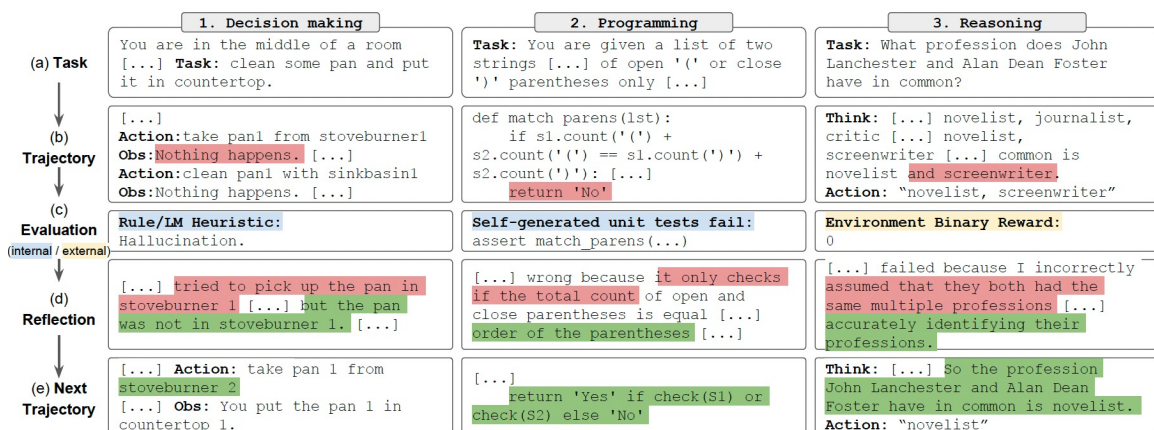 1. Decision making
2. Programming
3. Reasoning
(a) Task
You are in the middle of a room
[...] Task: clean some pan and put
it in countertop.
Task: You are given a list of two
strings [...] of open '(' or close
')' parentheses only [...]
Task: What profession does John
Lanchester and Alan Dean Foster
have in common?
(b)
Trajectory
[...]
Action:take pan1 from stoveburner1
Obs:Nothing happens. [...]
Action:clean pan1 with sinkbasin1
Obs:Nothing happens. [...]
def match parens(lst):
if s1.count('(') +
s2.count('(') == s1.count(')') +
s2.count(')'): [...]
return 'No'
Think: [...] novelist, journalist,
critic [...] novelist,
screenwriter [...] common is
novelist and screenwriter.
Action: “novelist, screenwriter”
(c)
Evaluation
(internal / external)
Rule/LM Heuristic:
Hallucination.
Self-generated unit tests fail:
assert match_parens(...)
Environment Binary Reward:
0
(d)
Reflection
[...] tried to pick up the pan in
stoveburner 1 [...] but the pan
was not in stoveburner 1. [...]
[...] wrong because it only checks
if the total count of open and
close parentheses is equal [...]
order of the parentheses [...]
[...] failed because I incorrectly
assumed that they both had the
same multiple professions [...]
accurately identifying their
professions.
(e) Next
Trajectory
[...] Action: take pan 1 from
stoveburner 2
[...] Obs: You put the pan 1 in
countertop 1.
[...]
return 'Yes' if check(S1) or
check(S2) else 'No'
Think: [...] So the profession
John Lanchester and Alan Dean
Foster have in common is novelist.
Action: “novelist”